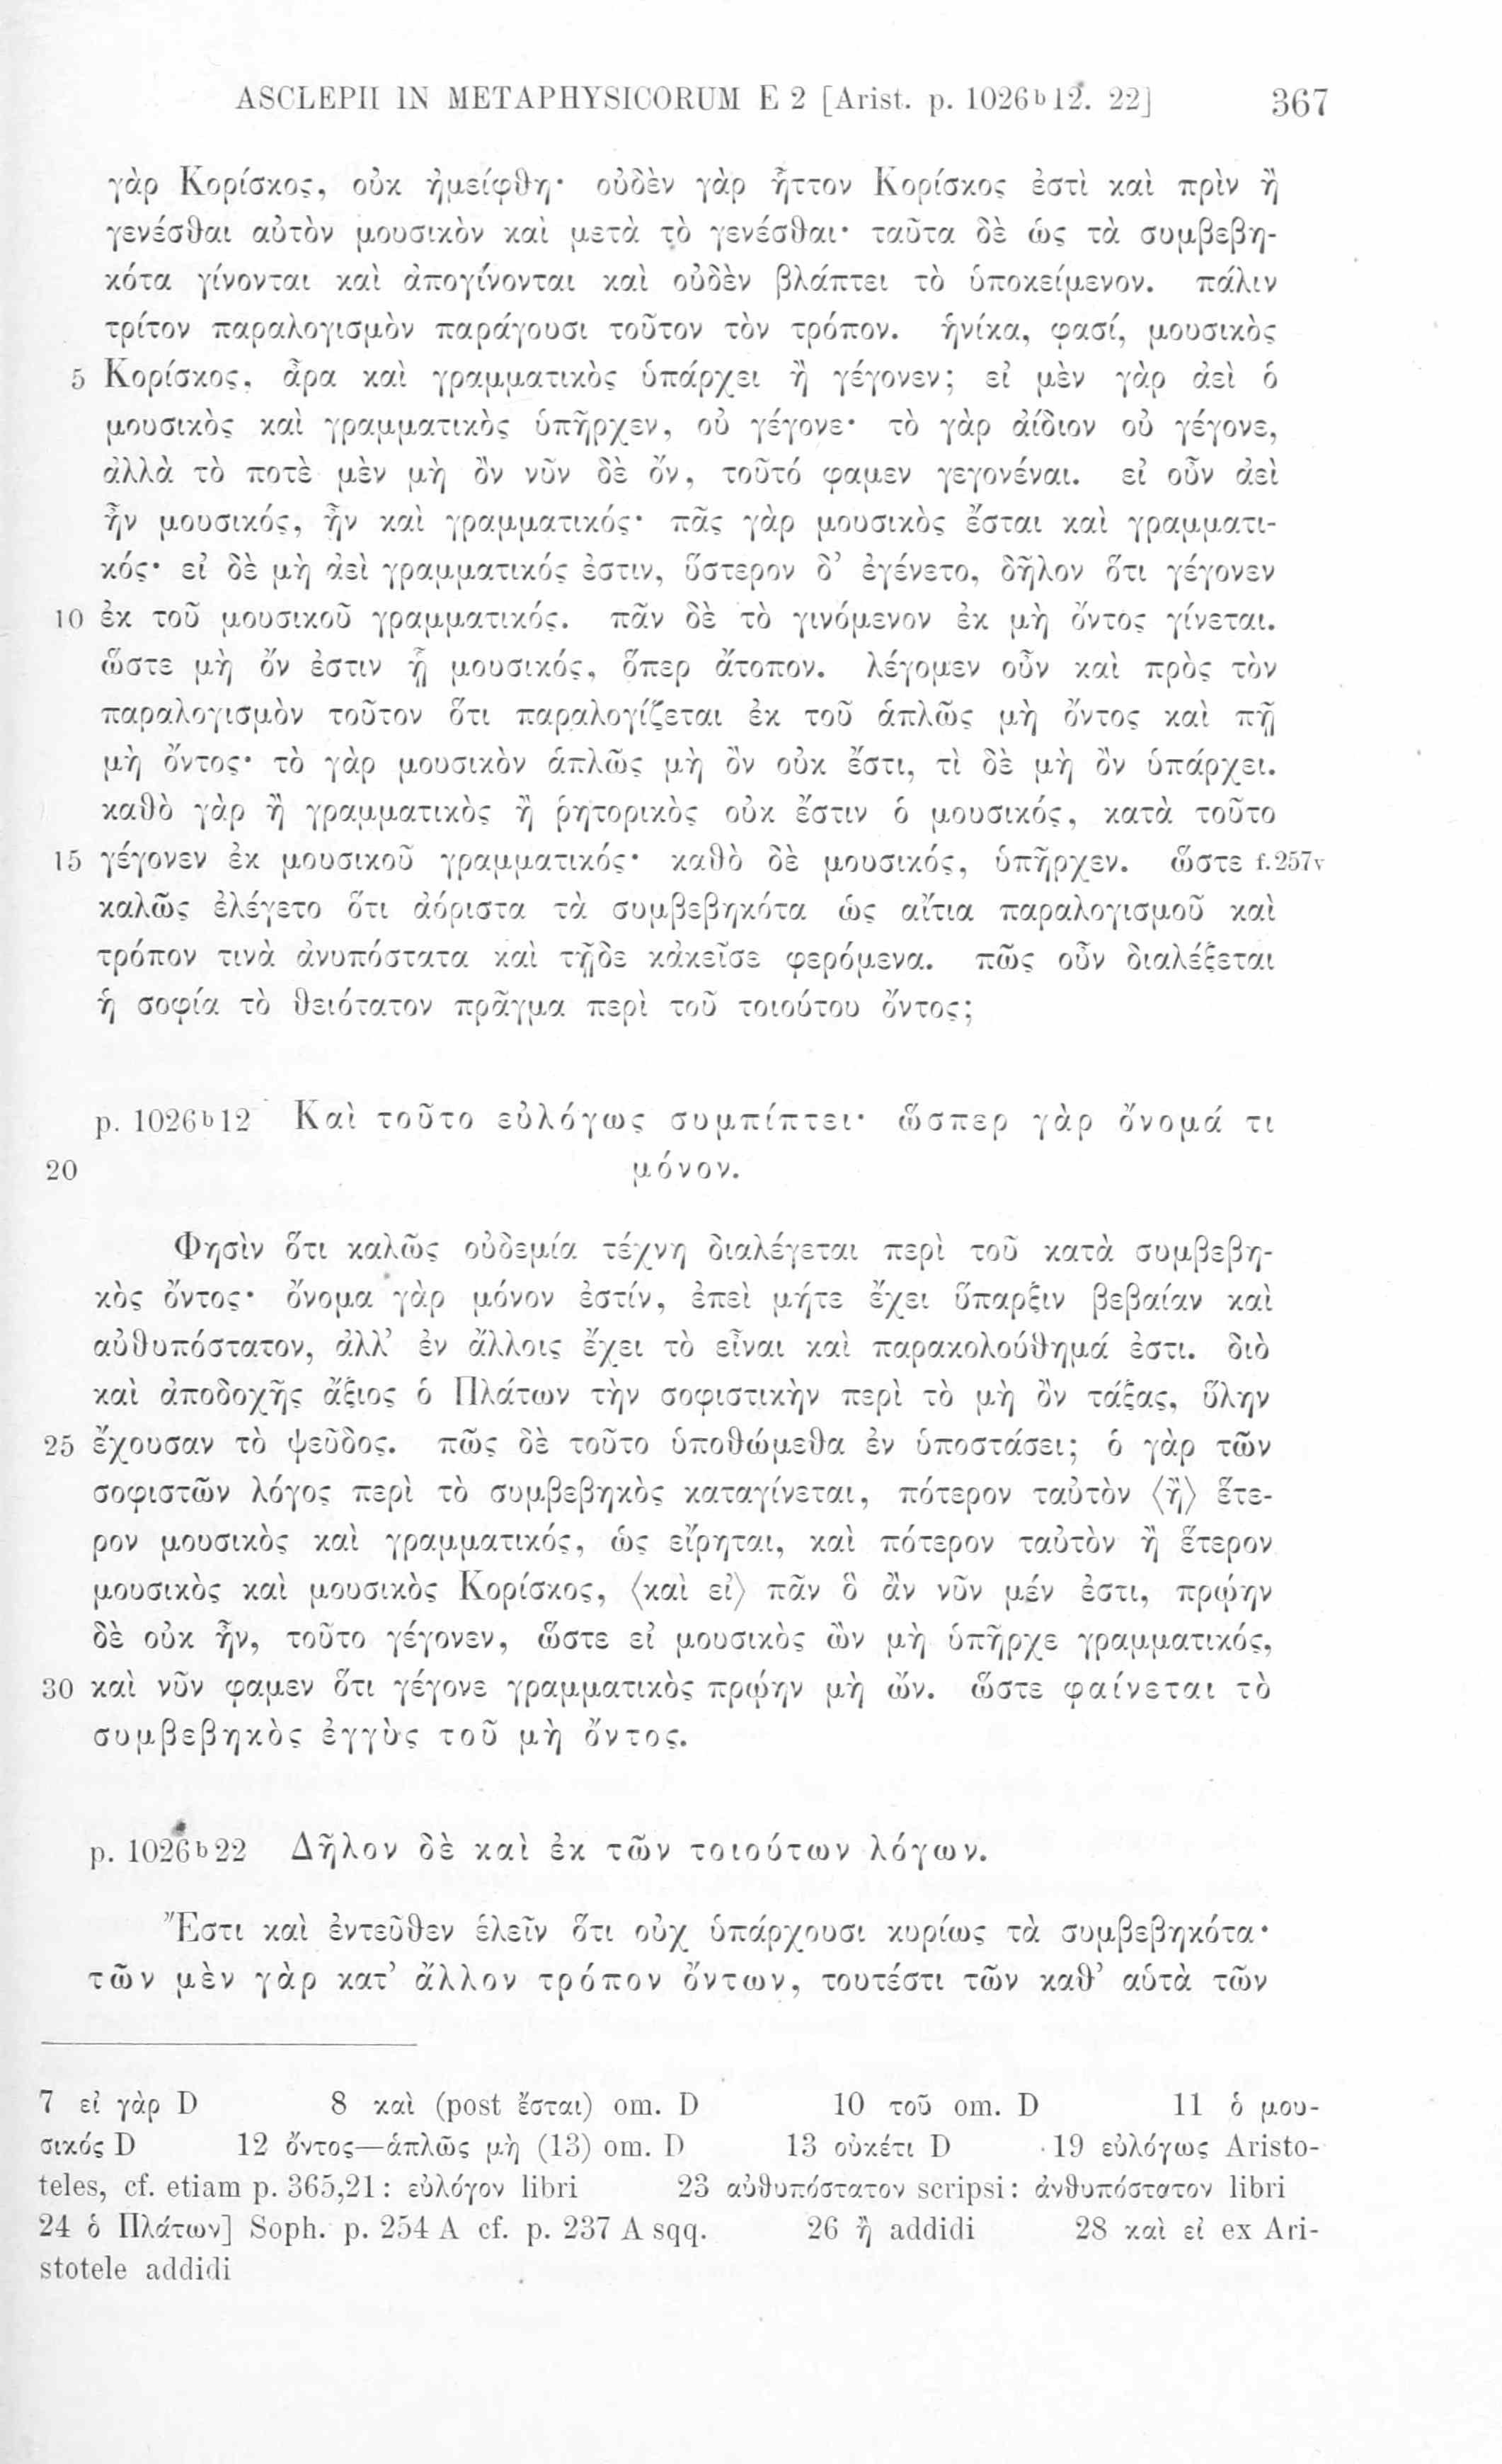 ASCLEPII IN METAPHYSICORUM E 2 [Arist. p. 1026ᵇ12. 22] 367
γὰρ Κορίσκος, οὐκ ἠμείφθη· οὐδὲν γὰρ ἧττον Κορίσκος ἐστὶ καὶ πρὶν ἢ
γενέσθαι αὐτὸν μουσικὸν καὶ μετὰ τὸ γενέσθαι· ταῦτα δὲ ὡς τὰ συμβεβη-
κότα γίνονται καὶ ἀπογίνονται καὶ οὐδὲν βλάπτει τὸ ὑποκείμενον. πάλιν
τρίτον παραλογισμὸν παράγουσι τοῦτον τὸν τρόπον. ἡνίκα, φασί, μουσικὸς
5 Κορίσκος, ἆρα καὶ γραμματικὸς ὑπάρχει ἢ γέγονεν; εἰ μὲν γὰρ ἀεὶ ὁ
μουσικὸς καὶ γραμματικὸς ὑπῆρχεν, οὐ γέγονε· τὸ γὰρ ἀίδιον οὐ γέγονε,
ἀλλὰ τὸ ποτὲ μὲν μὴ ὂν νῦν δὲ ὄν, τοῦτό φαμεν γεγονέναι. εἰ οὖν ἀεὶ
ἦν μουσικός, ἦν καὶ γραμματικός· πᾶς γὰρ μουσικὸς ἔσται καὶ γραμματι-
κός· εἰ δὲ μὴ ἀεὶ γραμματικός ἐστιν, ὕστερον δ’ ἐγένετο, δῆλον ὅτι γέγονεν
10 ἐκ τοῦ μουσικοῦ γραμματικός. πᾶν δὲ τὸ γινόμενον ἐκ μὴ ὄντος γίνεται.
ὥστε μὴ ὄν ἐστιν ᾗ μουσικός, ὅπερ ἄτοπον. λέγομεν οὖν καὶ πρὸς τὸν
παραλογισμὸν τοῦτον ὅτι παραλογίζεται ἐκ τοῦ ἁπλῶς μὴ ὄντος καὶ πῇ
μὴ ὄντος· τὸ γὰρ μουσικὸν ἁπλῶς μὴ ὂν οὐκ ἔστι, τὶ δὲ μὴ ὂν ὑπάρχει.
καθὸ γὰρ ἢ γραμματικὸς ἢ ῥητορικὸς οὐκ ἔστιν ὁ μουσικός, κατὰ τοῦτο
15 γέγονεν ἐκ μουσικοῦ γραμματικός· καθὸ δὲ μουσικός, ὑπῆρχεν. ὥστε f.257v
καλῶς ἐλέγετο ὅτι ἀόριστα τὰ συμβεβηκότα ὡς αἴτια παραλογισμοῦ καὶ
τρόπον τινὰ ἀνυπόστατα καὶ τῇδε κἀκεῖσε φερόμενα. πῶς οὖν διαλέξεται
ἡ σοφία τὸ θειότατον πρᾶγμα περὶ τοῦ τοιούτου ὄντος;
p. 1026ᵇ12 Καὶ τοῦτο εὐλόγως συμπίπτει· ὥσπερ γὰρ ὄνομά τι
20 μόνον.
Φησὶν ὅτι καλῶς οὐδεμία τέχνη διαλέγεται περὶ τοῦ κατὰ συμβεβη-
κὸς ὄντος· ὄνομα γὰρ μόνον ἐστίν, ἐπεὶ μήτε ἔχει ὕπαρξιν βεβαίαν καὶ
αὐθυπόστατον, ἀλλ’ ἐν ἄλλοις ἔχει τὸ εἶναι καὶ παρακολούθημά ἐστι. διὸ
καὶ ἀποδοχῆς ἄξιος ὁ Πλάτων τὴν σοφιστικὴν περὶ τὸ μὴ ὂν τάξας, ὕλην
25 ἔχουσαν τὸ ψεῦδος. πῶς δὲ τοῦτο ὑποθώμεθα ἐν ὑποστάσει; ὁ γὰρ τῶν
σοφιστῶν λόγος περὶ τὸ συμβεβηκὸς καταγίνεται, πότερον ταὐτὸν ⟨ἢ⟩ ἕτε-
ρον μουσικὸς καὶ γραμματικός, ὡς εἴρηται, καὶ πότερον ταὐτὸν ἢ ἕτερον
μουσικὸς καὶ μουσικὸς Κορίσκος, ⟨καὶ εἰ⟩ πᾶν ὃ ἂν νῦν μέν ἐστι, πρῴην
δὲ οὐκ ἦν, τοῦτο γέγονεν, ὥστε εἰ μουσικὸς ὢν μὴ ὑπῆρχε γραμματικός,
30 καὶ νῦν φαμεν ὅτι γέγονε γραμματικὸς πρῴην μὴ ὤν. ὥστε φαίνεται τὸ
συμβεβηκὸς ἐγγὺς τοῦ μὴ ὄντος.
p. 1026ᵇ22 Δῆλον δὲ καὶ ἐκ τῶν τοιούτων λόγων.
Ἔστι καὶ ἐντεῦθεν ἑλεῖν ὅτι οὐχ ὑπάρχουσι κυρίως τὰ συμβεβηκότα·
τῶν μὲν γὰρ κατ’ ἄλλον τρόπον ὄντων, τουτέστι τῶν καθ’ αὑτὰ τῶν
7 εἰ γὰρ D 8 καὶ (post ἔσται) om. D 10 τοῦ om. D 11 ὁ μου-
σικός D 12 ὄντος—ἁπλῶς μὴ (13) om. D 13 οὐκέτι D 19 εὐλόγως Aristo-
teles, cf. etiam p. 365,21: εὐλόγον libri 23 αὐθυπόστατον scripsi: ἀνθυπόστατον libri
24 ὁ Πλάτων] Soph. p. 254 A cf. p. 237 A sqq. 26 ἢ addidi 28 καὶ εἰ ex Ari-
stotele addidi